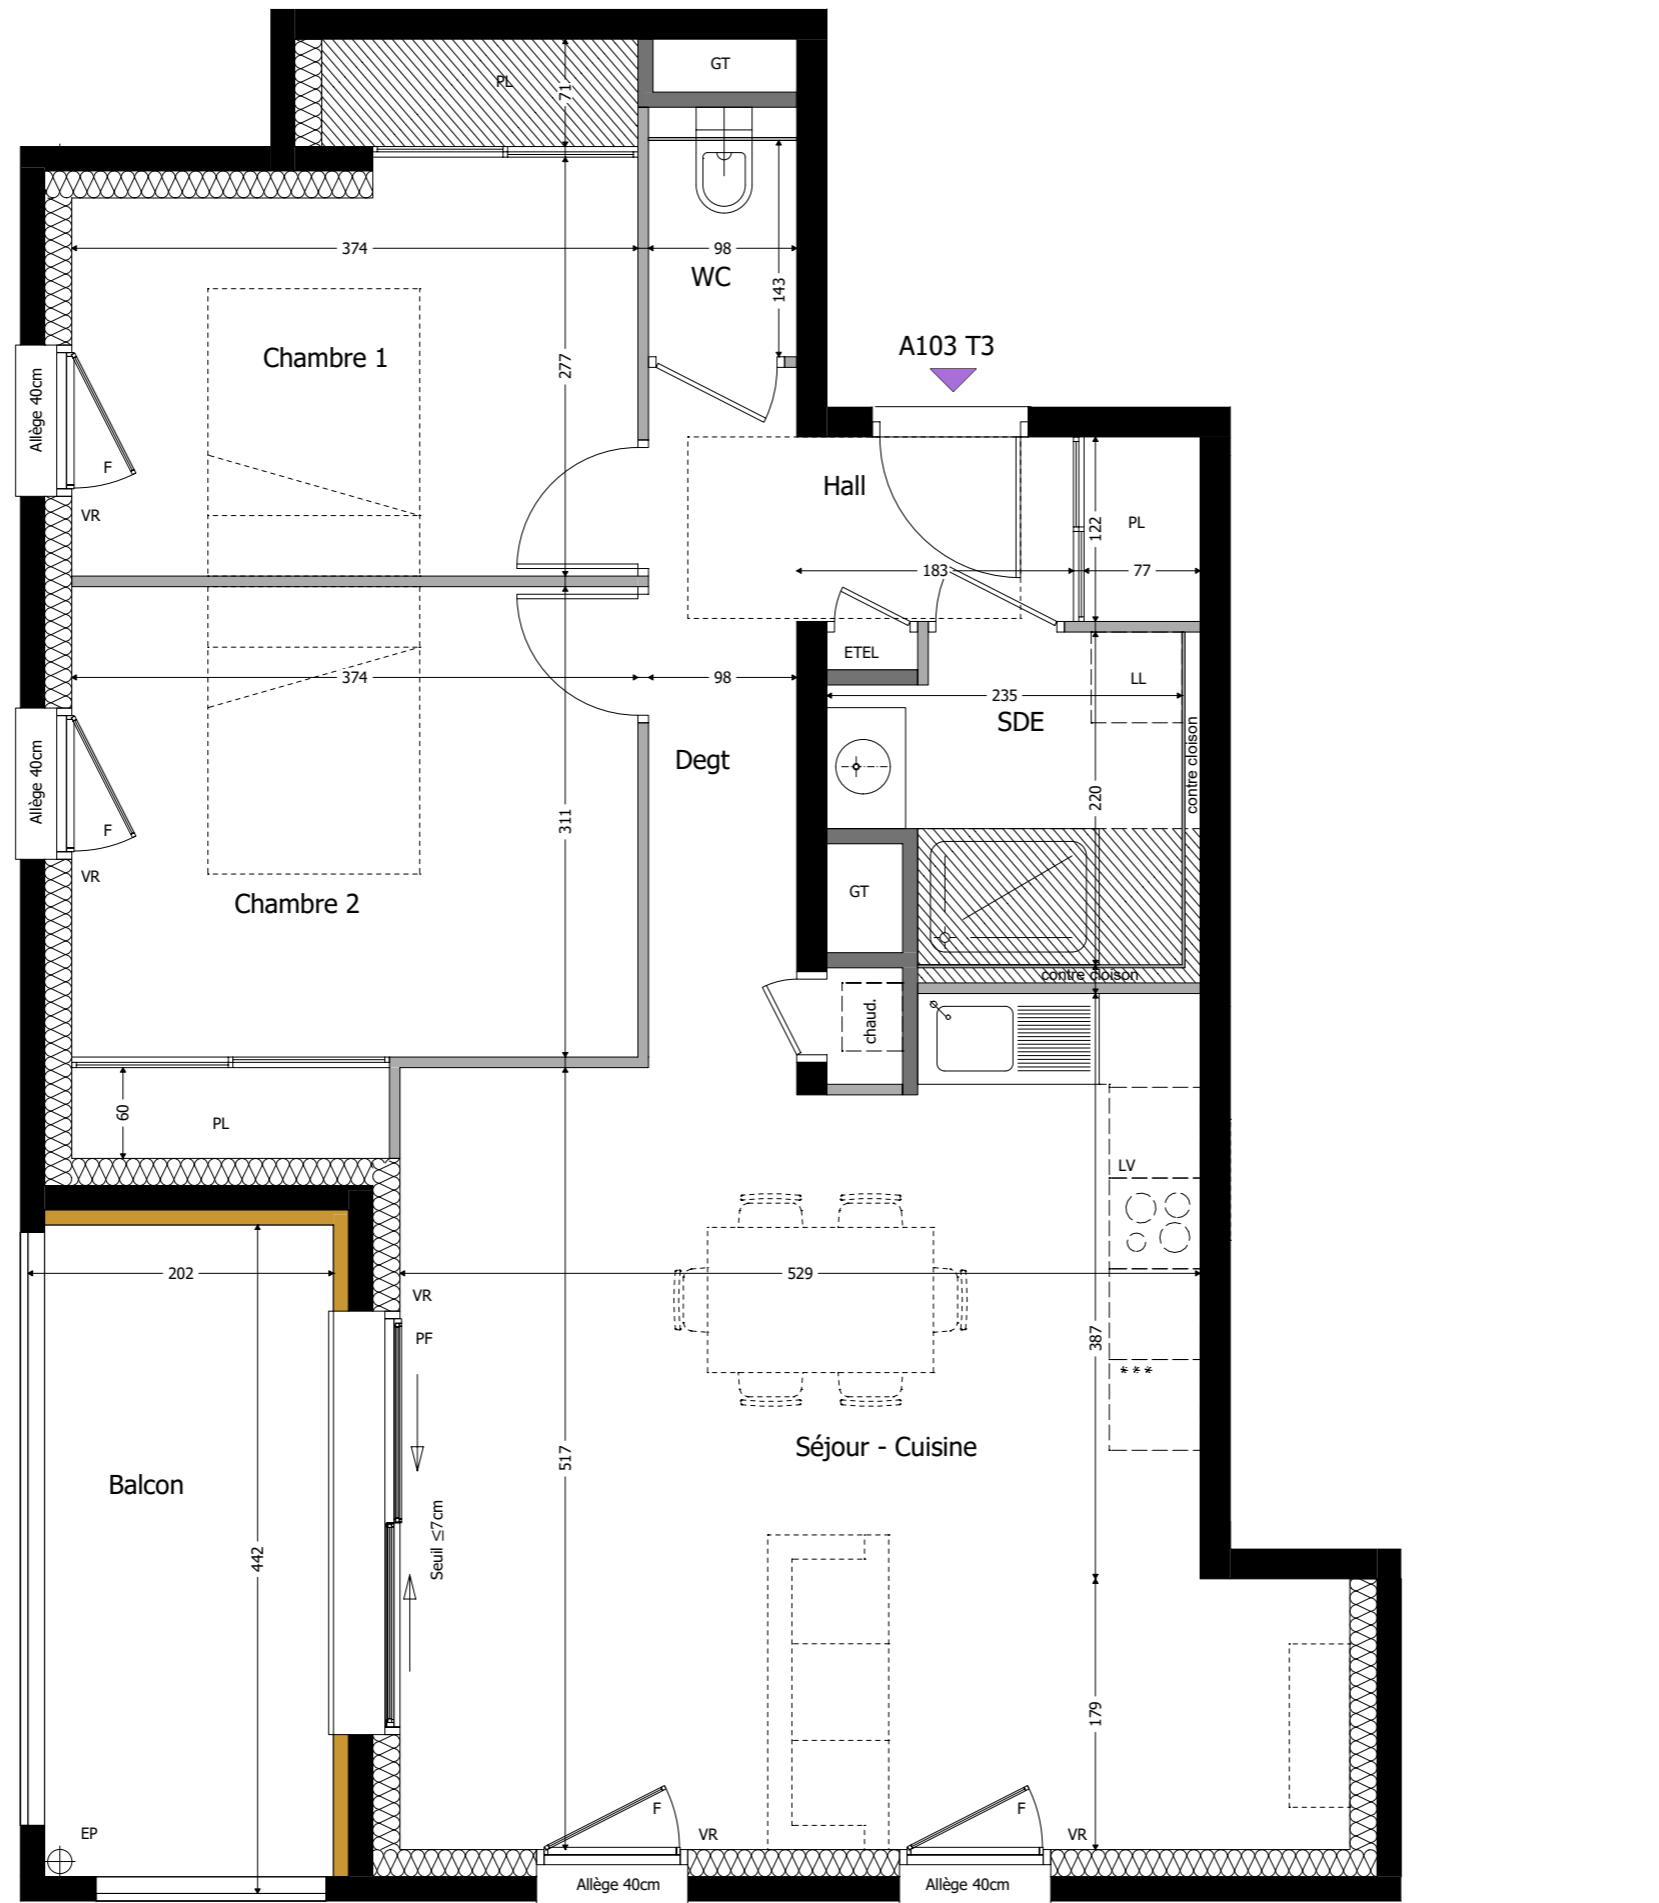 GT
PL
71
374
98
WC
143
Chambre 1
277
A103 T3
Allège 40cm
F
VR
Hall
122
PL
183
77
ETEL
LL
374
98
235
SDE
Degt
contre cloison
220
Allège 40cm
F
311
VR
Chambre 2
GT
contre cloison
chaud.
60
PL
LV
202
529
VR
PF
387
***
Séjour - Cuisine
517
Balcon
Seuil ≤7cm
442
179
F
F
EP
VR
VR
Allège 40cm
Allège 40cm